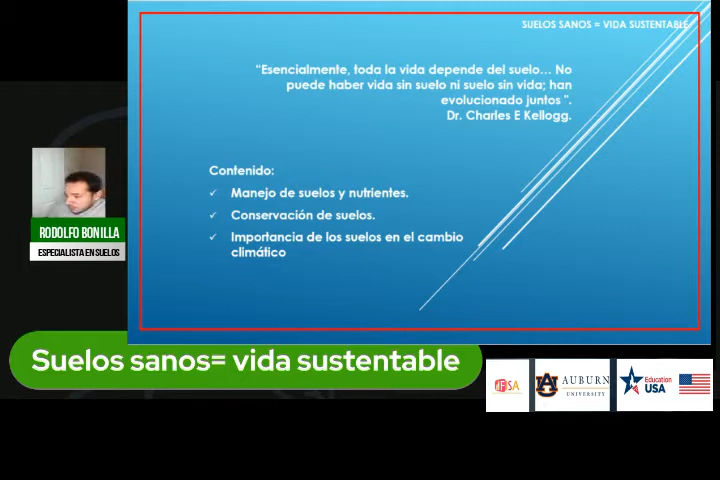 SUELOS SANOS = VIDA SUSTENTABLE
"Esencialmente, toda la vida depende del suelo... No
puede haber vida sin suelo ni suelo sin vida; han
evolucionado juntos ".
Dr. Charles E Kellogg.
Contenido:
✓ Manejo de suelos y nutrientes.
✓ Conservación de suelos.
✓ Importancia de los suelos en el cambio
climático
RODOLFO BONILLA
ESPECIALISTA EN SUELOS
Suelos sanos= vida sustentable
AUBURN
UNIVERSITY
Education
USA